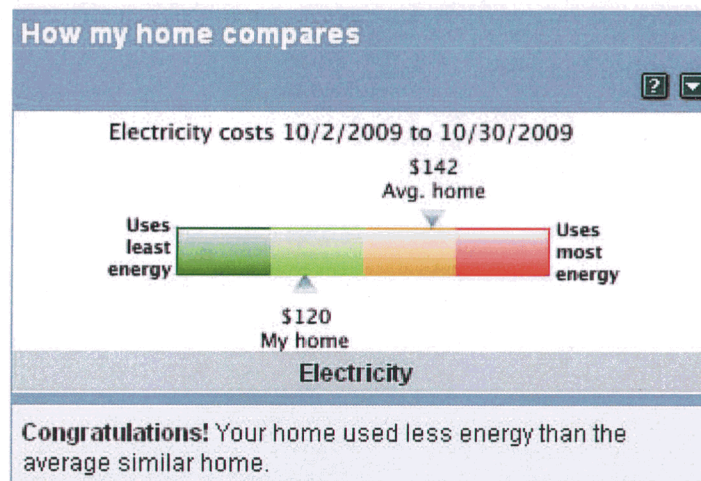 How my home compares
?
Electricity costs 10/2/2009 to 10/30/2009
$142
Avg. home
Uses
least
energy
Uses
most
energy
$120
My home
Electricity
Congratulations! Your home used less energy than the
average similar home.